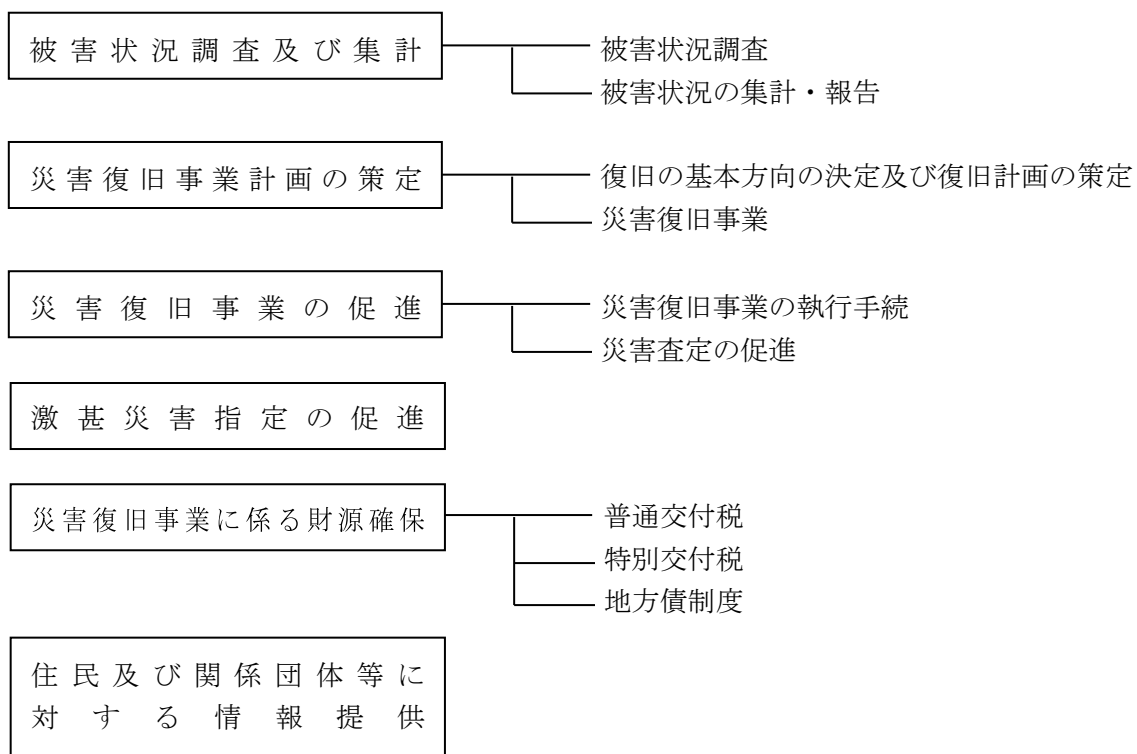 被害状況調査及び集計
被害状況調査
被害状況の集計・報告
災害復旧事業計画の策定
復旧の基本方向の決定及び復旧計画の策定
災害復旧事業
災害復旧事業の促進
災害復旧事業の執行手続
災害査定の促進
激甚災害指定の促進
災害復旧事業に係る財源確保
普通交付税
特別交付税
地方債制度
住民及び関係団体等に
対する情報提供